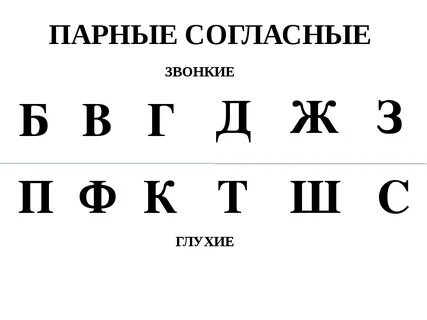 ПАРНЫЕ СОГЛАСНЫЕ
ЗВОНКИЕ
Б В Г Д Ж З
П Ф К Т Ш С
ГЛУХИЕ